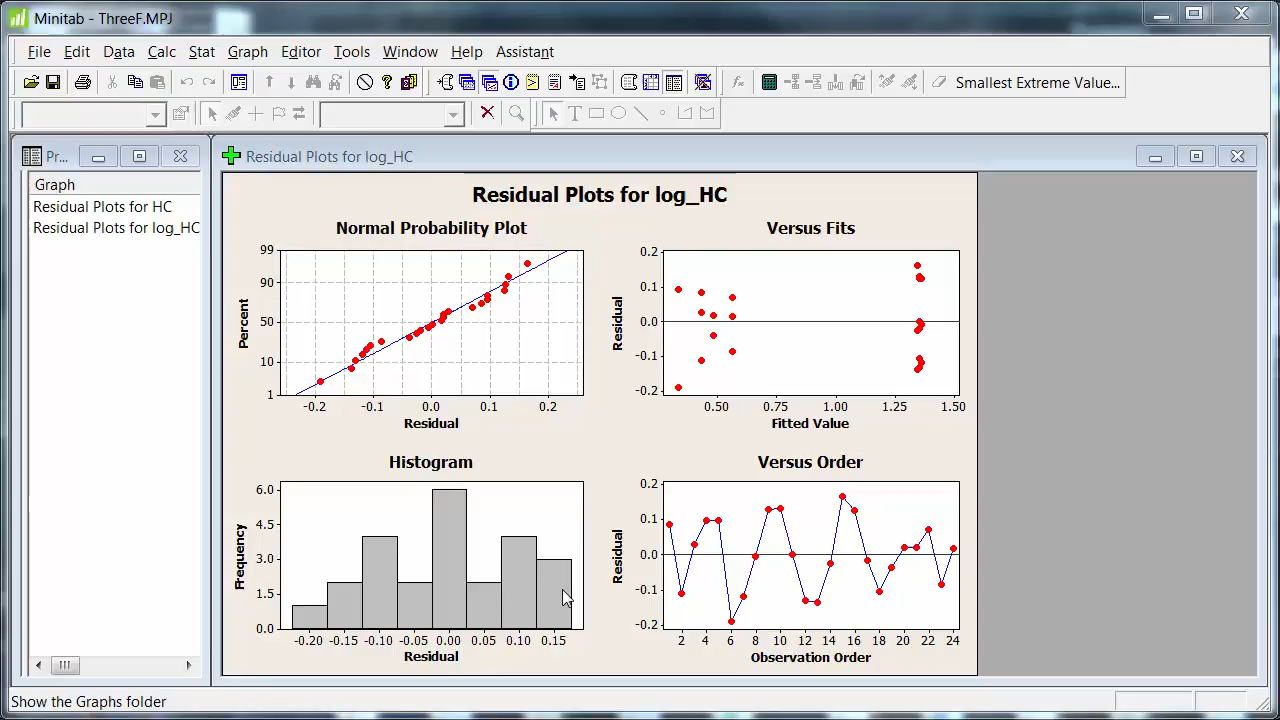 Minitab - ThreeF.MPJ
File Edit Data Calc Stat Graph Editor Tools Window Help Assistant
Smallest Extreme Value...
Pr...
Residual Plots for log_HC
Graph
Residual Plots for HC
Residual Plots for log_HC
Residual Plots for log_HC
Normal Probability Plot
99
90
50
10
1
Percent
-0.2 -0.1 0.0 0.1 0.2
Residual
Versus Fits
0.2
0.1
0.0
-0.1
-0.2
Residual
0.50 0.75 1.00 1.25 1.50
Fitted Value
Histogram
6.0
4.5
3.0
1.5
0.0
Frequency
-0.20 -0.15 -0.10 -0.05 0.00 0.05 0.10 0.15
Residual
Versus Order
0.2
0.1
0.0
-0.1
-0.2
Residual
2 4 6 8 10 12 14 16 18 20 22 24
Observation Order
Show the Graphs folder